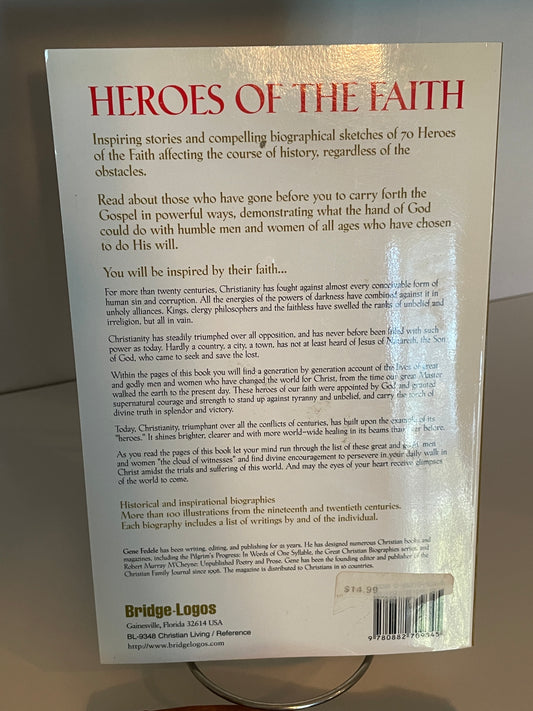 HEROES OF THE FAITH
Inspiring stories and compelling biographical sketches of 70 Heroes
of the Faith affecting the course of history, regardless of the
obstacles.
Read about those who have gone before you to carry forth the
Gospel in powerful ways, demonstrating what the hand of God
could do with humble men and women of all ages who have chosen
to do His will.
You will be inspired by their faith...
For more than twenty centuries, Christianity has fought against almost every conceivable form of
human sin and corruption. All the energies of the powers of darkness have combined against it in
unholy alliances. Kings, clergy philosophers and the faithless have swelled the ranks of unbelief and
irreligion, but all in vain.
Christianity has steadily triumphed over all opposition, and has never before been filled with such
power as today. Hardly a country, a city, a town, has not at least heard of Jesus of Nazareth, the Son
of God, who came to seek and save the lost.
Within the pages of this book you will find a generation by generation account of the lives of great
and godly men and women who have changed the world for Christ, from the time our great Master
walked the earth to the present day. These heroes of our faith were appointed by God and granted
supernatural courage and strength to stand up against tyranny and unbelief, and carry the torch of
divine truth in splendor and victory.
Today, Christianity, triumphant over all the conflicts of centuries, has built upon the example of its
"heroes." It shines brighter, clearer and with more world-wide healing in its beams than ever before.
As you read the pages of this book let your mind run through the list of these great and good men
and women "the cloud of witnesses" and find divine encouragement to persevere in your daily walk in
Christ amidst the trials and suffering of this world. And may the eyes of your heart receive glimpses
of the world to come.
Historical and inspirational biographies
More than 100 illustrations from the nineteenth and twentieth centuries.
Each biography includes a list of writings by and of the individual.
Gene Fedele has been writing, editing, and publishing for 21 years. He has designed numerous Christian books and
magazines, including the Pilgrim's Progress: In Words of One Syllable, the Great Christian Biographies series, and
Robert Murray M'Cheyne: Unpublished Poetry and Prose. Gene has been the founding editor and publisher of the
Christian Family Journal since 1996. The magazine is distributed to Christians in 10 countries.
$14.99
Bridge-Logos
Gainesville, Florida 32614 USA
BL-9348 Christian Living / Reference
http://www.bridgelogos.com
9 780882 709345